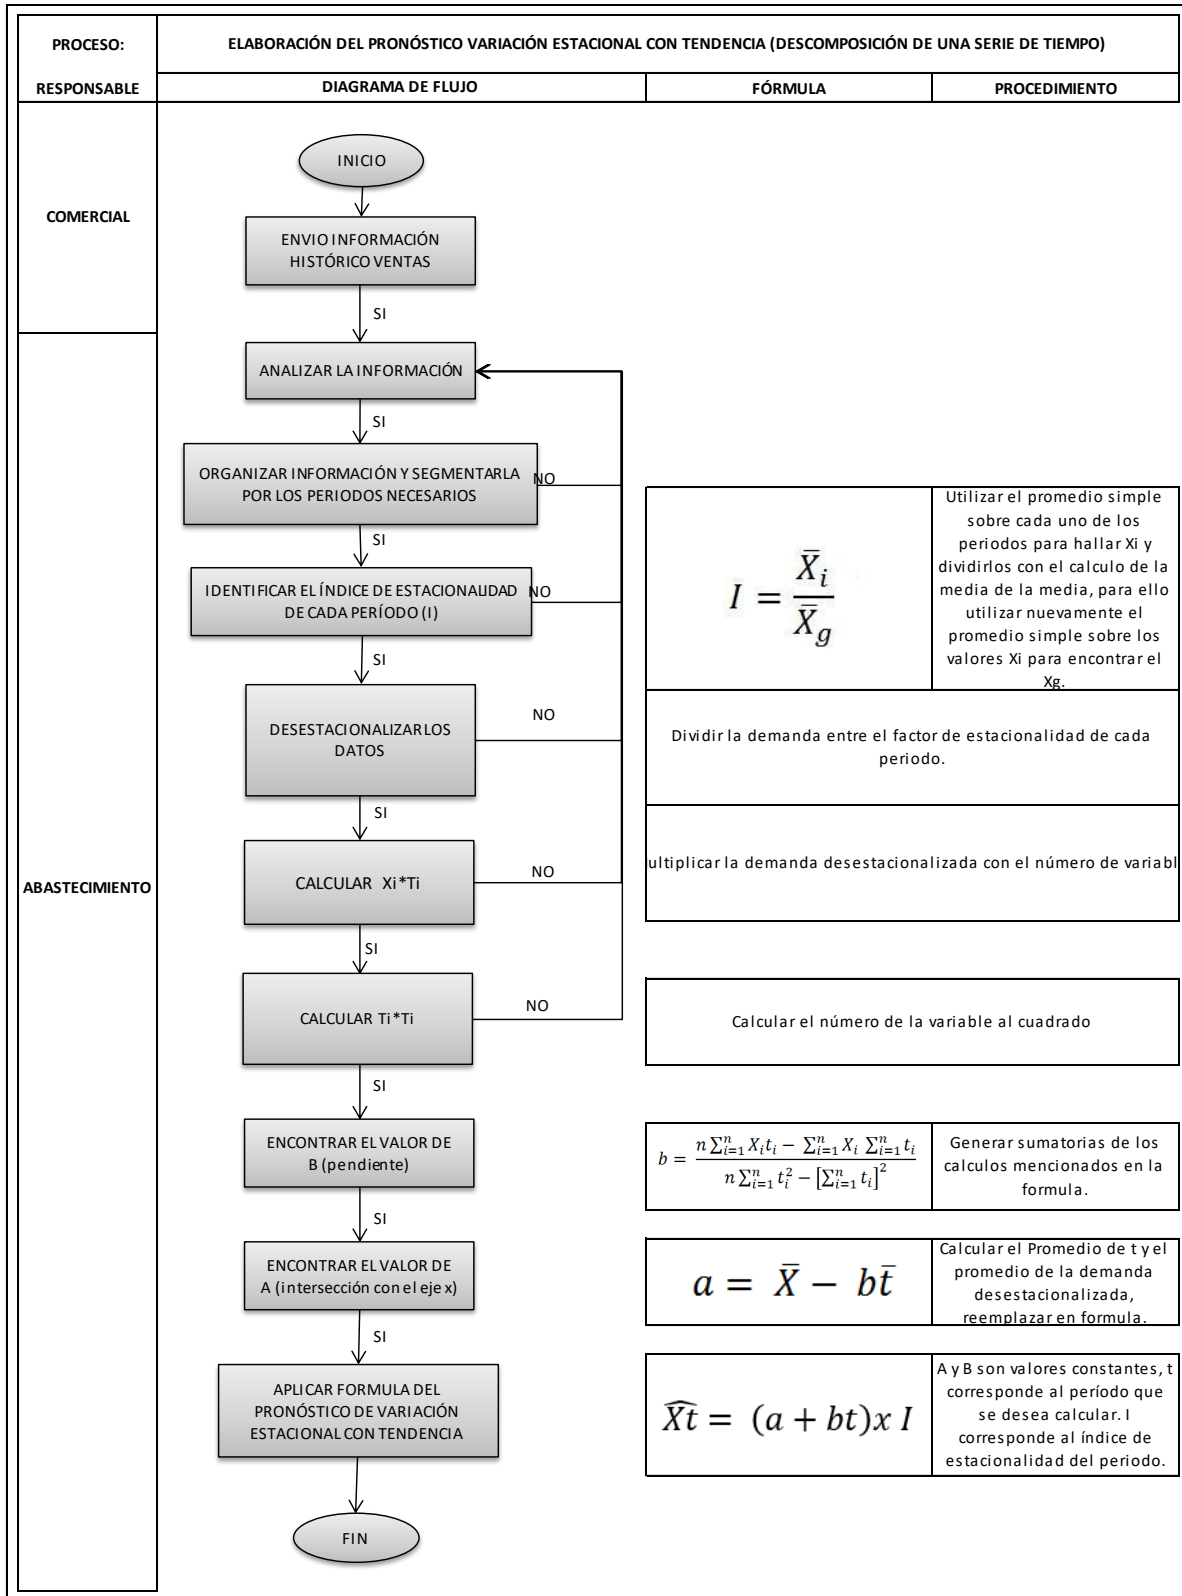 PROCESO:
ELABORACIÓN DEL PRONÓSTICO VARIACIÓN ESTACIONAL CON TENDENCIA (DESCOMPOSICIÓN DE UNA SERIE DE TIEMPO)
RESPONSABLE
DIAGRAMA DE FLUJO
FÓRMULA
PROCEDIMIENTO
COMERCIAL
INICIO
ENVIO INFORMACIÓN
HISTÓRICO VENTAS
SI
ABASTECIMIENTO
ANALIZAR LA INFORMACIÓN
SI
ORGANIZAR INFORMACIÓN Y SEGMENTARLA
POR LOS PERIODOS NECESARIOS
NO
SI
IDENTIFICAR EL ÍNDICE DE ESTACIONALIDAD
DE CADA PERÍODO (I)
NO
I = X̄i / X̄g
Utilizar el promedio simple
sobre cada uno de los
periodos para hallar Xi y
dividirlos con el calculo de la
media de la media, para ello
utilizar nuevamente el
promedio simple sobre los
valores Xi para encontrar el
Xg.
SI
DESESTACIONALIZAR LOS
DATOS
NO
Dividir la demanda entre el factor de estacionalidad de cada
periodo.
SI
CALCULAR Xi*Ti
NO
ultiplicar la demanda desestacionalizada con el número de variabl
SI
CALCULAR Ti*Ti
NO
Calcular el número de la variable al cuadrado
SI
ENCONTRAR EL VALOR DE
B (pendiente)
b = n ∑ⁿᵢ₌₁ Xᵢtᵢ − ∑ⁿᵢ₌₁ Xᵢ ∑ⁿᵢ₌₁ tᵢ
n ∑ⁿᵢ₌₁ tᵢ² − [∑ⁿᵢ₌₁ tᵢ]²
Generar sumatorias de los
calculos mencionados en la
formula.
SI
ENCONTRAR EL VALOR DE
A (intersección con el eje x)
a = X̄ − bt̄
Calcular el Promedio de t y el
promedio de la demanda
desestacionalizada,
reemplazar en formula.
SI
APLICAR FORMULA DEL
PRONÓSTICO DE VARIACIÓN
ESTACIONAL CON TENDENCIA
X̂t = (a + bt)x I
A y B son valores constantes, t
corresponde al período que
se desea calcular. I
corresponde al índice de
estacionalidad del periodo.
FIN